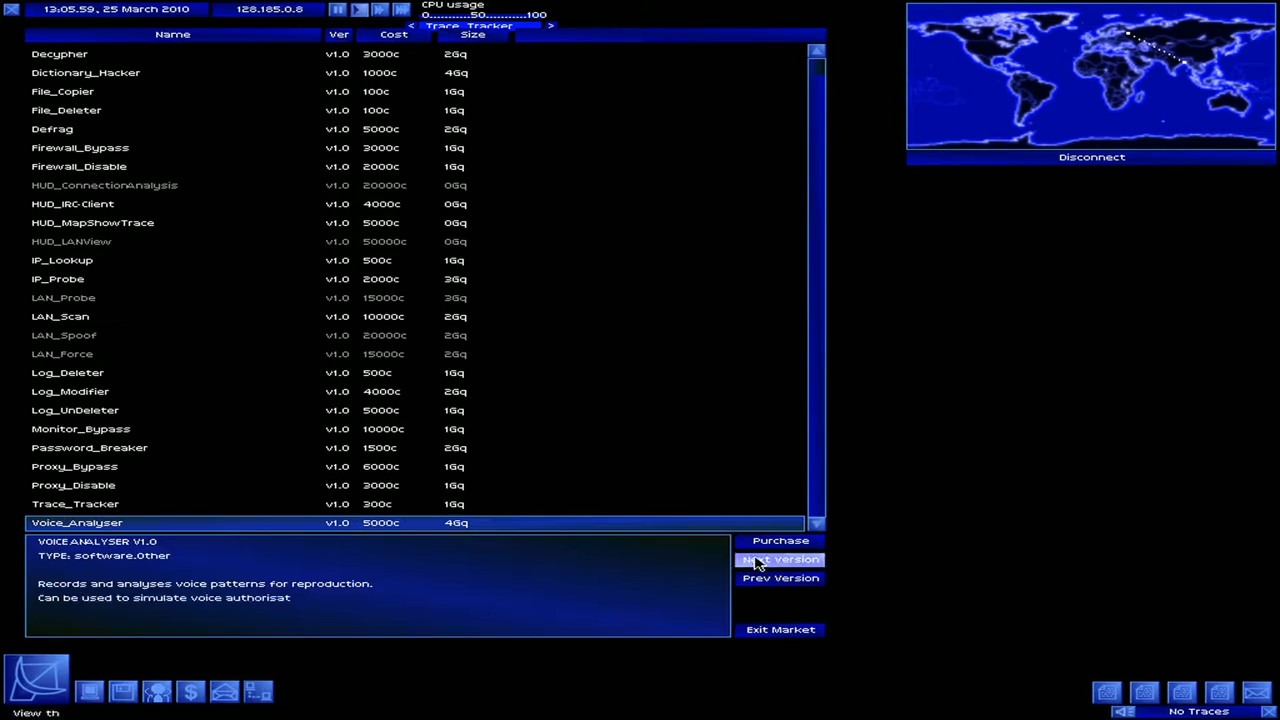 13:05.59, 25 March 2010
128.185.0.8
CPU usage
0.........50.........100
< Trace_Tracker >
Name Ver Cost Size
Decypher v1.0 3000c 2Gq
Dictionary_Hacker v1.0 1000c 4Gq
File_Copier v1.0 100c 1Gq
File_Deleter v1.0 100c 1Gq
Defrag v1.0 5000c 2Gq
Firewall_Bypass v1.0 3000c 1Gq
Firewall_Disable v1.0 2000c 1Gq
HUD_ConnectionAnalysis v1.0 20000c 0Gq
HUD_IRC-Client v1.0 4000c 0Gq
HUD_MapShowTrace v1.0 5000c 0Gq
HUD_LANView v1.0 50000c 0Gq
IP_Lookup v1.0 500c 1Gq
IP_Probe v1.0 2000c 3Gq
LAN_Probe v1.0 15000c 3Gq
LAN_Scan v1.0 10000c 2Gq
LAN_Spoof v1.0 20000c 2Gq
LAN_Force v1.0 15000c 2Gq
Log_Deleter v1.0 500c 1Gq
Log_Modifier v1.0 4000c 2Gq
Log_UnDeleter v1.0 5000c 1Gq
Monitor_Bypass v1.0 10000c 1Gq
Password_Breaker v1.0 1500c 2Gq
Proxy_Bypass v1.0 6000c 1Gq
Proxy_Disable v1.0 3000c 1Gq
Trace_Tracker v1.0 300c 1Gq
Voice_Analyser v1.0 5000c 4Gq
VOICE ANALYSER V1.0
TYPE: software.Other
Records and analyses voice patterns for reproduction.
Can be used to simulate voice authorisat
Purchase
Next Version
Prev Version
Exit Market
Disconnect
View th
No Traces